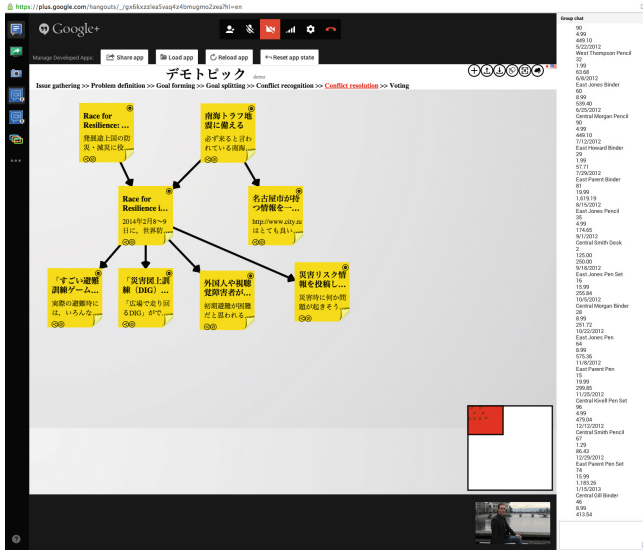 https://plus.google.com/hangouts/_/gx6kxzzlea5vaq4z4bmugmo2xea?hl=en
Google+
Manage Developed Apps:
Share app
Load app
Reload app
Reset app state
デモトピック demo
Issue gathering >> Problem definition >> Goal forming >> Goal splitting >> Conflict recognition >> Conflict resolution >> Voting
Race for
Resilience: ...
発展途上国の防
災・減災に役
南海トラフ地
震に備える
必ず来ると言わ
れている南海
Race for
Resilience i...
2014年2月8〜9
日に，世界防
名古屋市が持
つ情報を一...
http://www.city.na
はとても良い
「すごい避難
訓練ゲーム...
実際の避難時に
は，いろんな
「災害図上訓
練（DIG）...
「広場で走り回
るDIG」がで
外国人や視聴
覚障害者が...
初期避難が困難
だと思われる
災害リスク情
報を投稿し...
災害時に何か問
題が起きそう
Group chat
90
4.99
449.10
5/22/2012
West Thompson Pencil
32
1.99
63.68
6/8/2012
East Jones Binder
60
8.99
539.40
6/25/2012
Central Morgan Pencil
90
4.99
449.10
7/12/2012
East Howard Binder
29
1.99
57.71
7/29/2012
East Parent Binder
81
19.99
1,619.19
8/15/2012
East Jones Pencil
35
4.99
174.65
9/1/2012
Central Smith Desk
2
125.00
250.00
9/18/2012
East Jones Pen Set
16
15.99
255.84
10/5/2012
Central Morgan Binder
28
8.99
251.72
10/22/2012
East Jones Pen
64
8.99
575.36
11/8/2012
East Parent Pen
15
19.99
299.85
11/25/2012
Central Kivell Pen Set
96
4.99
479.04
12/12/2012
Central Smith Pencil
67
1.29
86.43
12/29/2012
East Parent Pen Set
74
15.99
1,183.26
1/15/2013
Central Gill Binder
46
8.99
413.54